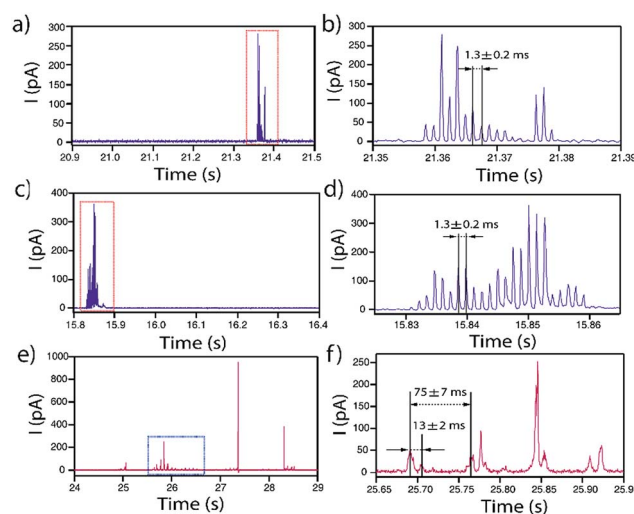 a)
I (pA)
300
250
200
150
100
50
0
20.9 21.0 21.1 21.2 21.3 21.4 21.5
Time (s)
b)
I (pA)
300
250
200
150
100
50
0
1.3±0.2 ms
21.35 21.36 21.37 21.38 21.39
Time (s)
c)
I (pA)
400
300
200
100
0
15.8 15.9 16.0 16.1 16.2 16.3 16.4
Time (s)
d)
I (pA)
400
300
200
100
0
1.3±0.2 ms
15.83 15.84 15.85 15.86
Time (s)
e)
I (pA)
1000
800
600
400
200
0
24 25 26 27 28 29
Time (s)
f)
I (pA)
250
200
150
100
50
0
75±7 ms
13±2 ms
25.65 25.70 25.75 25.80 25.85 25.90 25.9
Time (s)